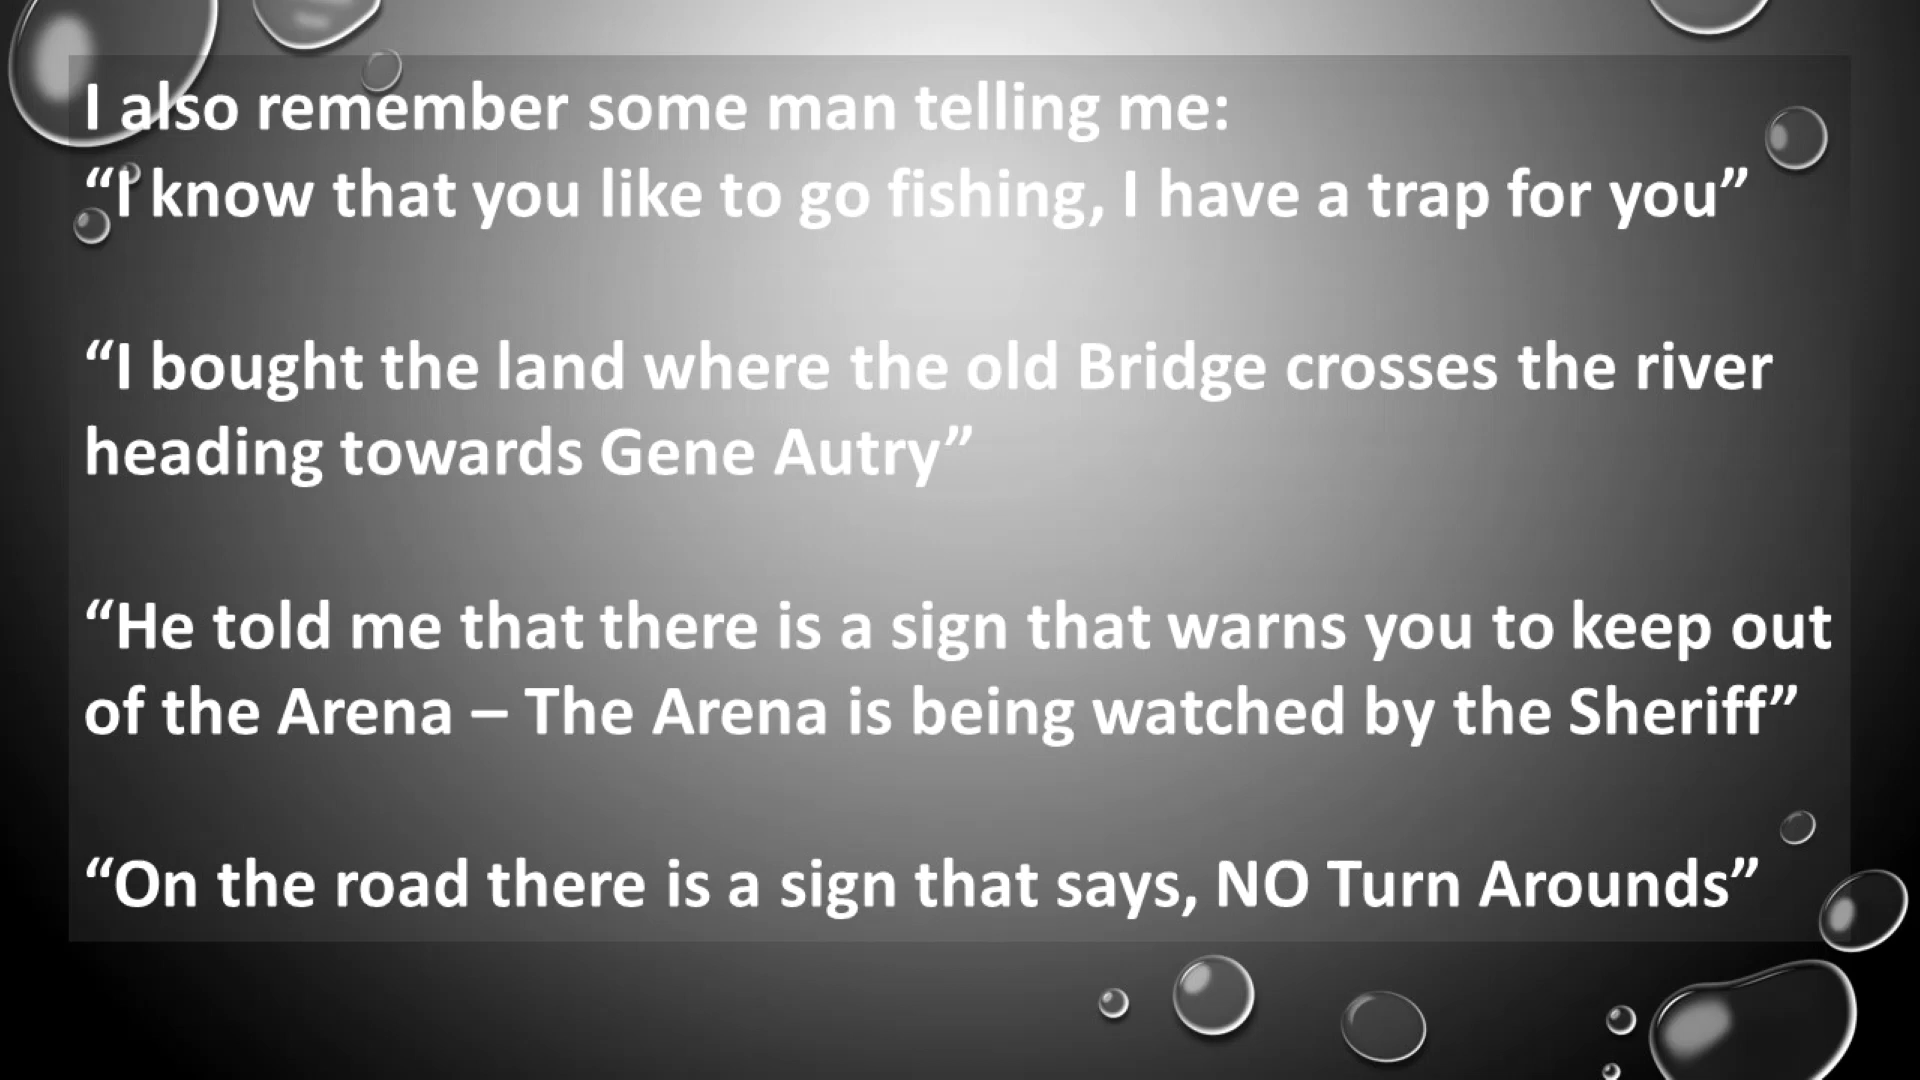 I also remember some man telling me:
“I know that you like to go fishing, I have a trap for you”
“I bought the land where the old Bridge crosses the river
heading towards Gene Autry”
“He told me that there is a sign that warns you to keep out
of the Arena – The Arena is being watched by the Sheriff”
“On the road there is a sign that says, NO Turn Arounds”